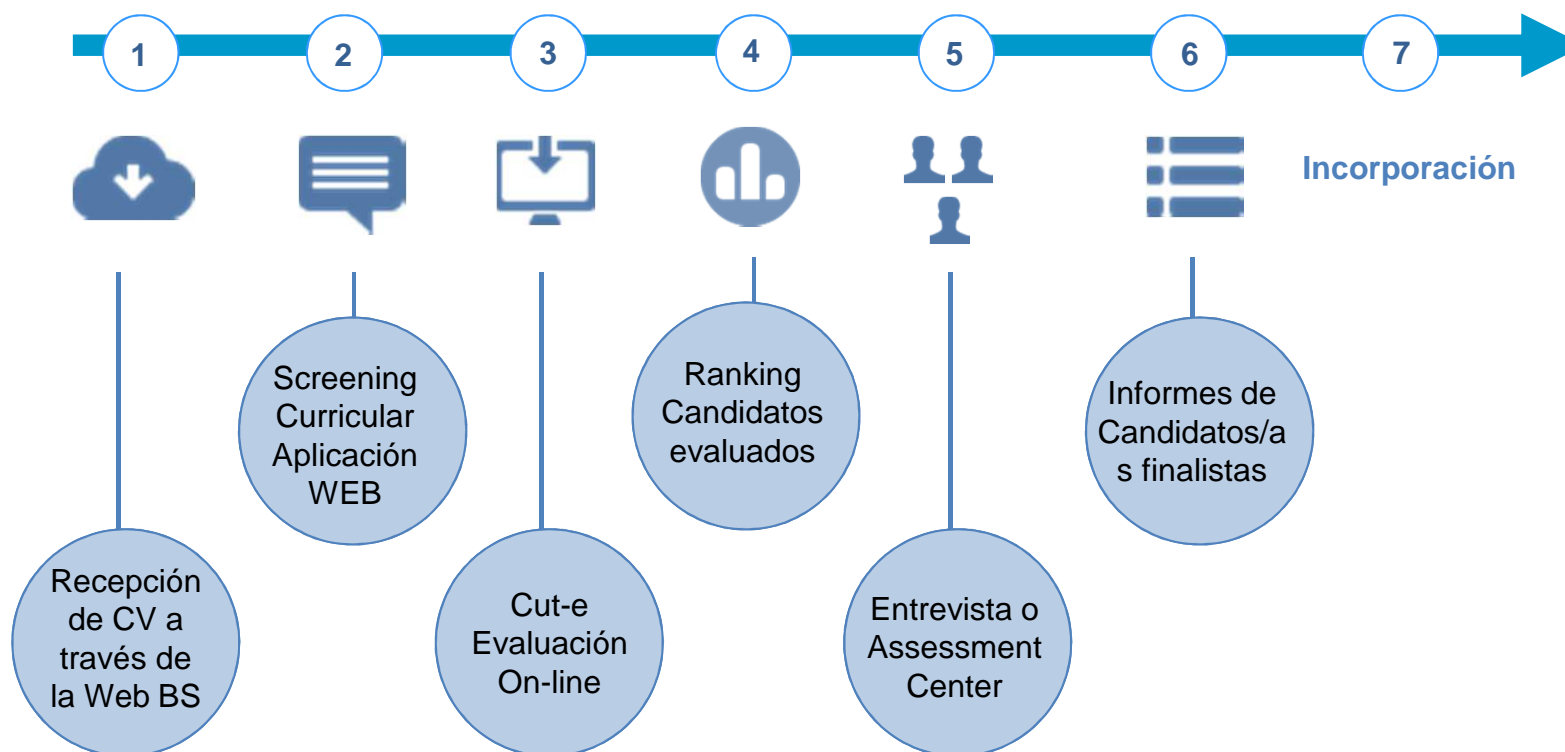 1
2
3
4
5
6
7
Incorporación
Screening
Curricular
Aplicación
WEB
Ranking
Candidatos
evaluados
Informes de
Candidatos/a
s finalistas
Recepción
de CV a
través de
la Web BS
Cut-e
Evaluación
On-line
Entrevista o
Assessment
Center